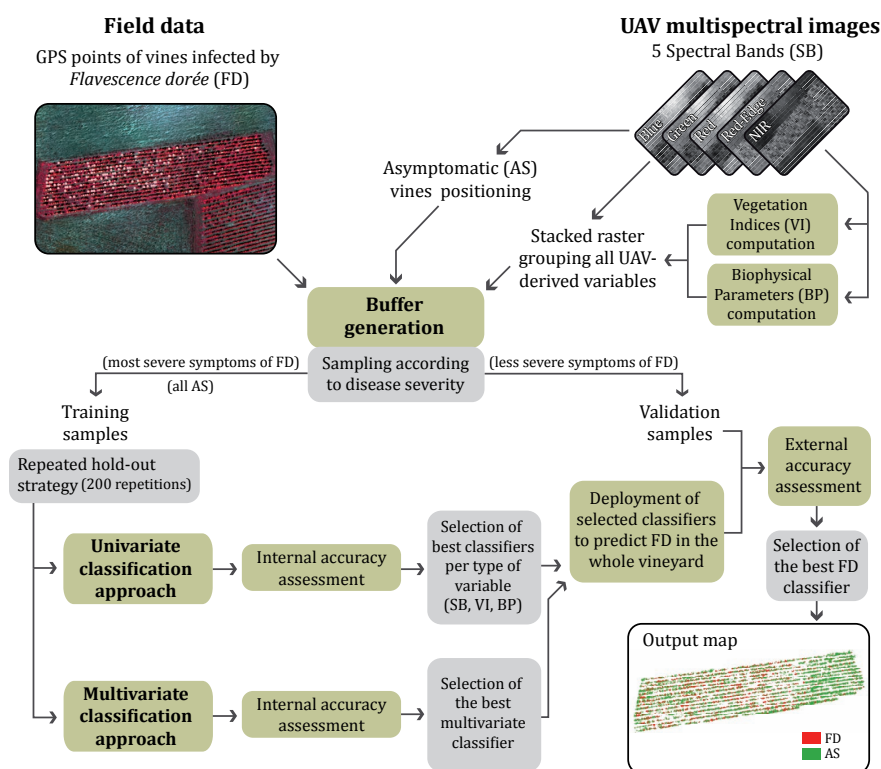 Field data
GPS points of vines infected by
Flavescence dorée (FD)
UAV multispectral images
5 Spectral Bands (SB)
Blue
Green
Red
Red-Edge
NIR
Asymptomatic (AS)
vines positioning
Stacked raster
grouping all UAV-
derived variables
Vegetation
Indices (VI)
computation
Biophysical
Parameters (BP)
computation
Buffer
generation
Sampling according
to disease severity
(most severe symptoms of FD)
(all AS)
(less severe symptoms of FD)
Training
samples
Validation
samples
Repeated hold-out
strategy (200 repetitions)
Univariate
classification
approach
Internal accuracy
assessment
Selection of
best classifiers
per type of
variable
(SB, VI, BP)
Deployment of
selected classifiers
to predict FD in the
whole vineyard
External
accuracy
assessment
Selection of
the best FD
classifier
Multivariate
classification
approach
Internal accuracy
assessment
Selection of
the best
multivariate
classifier
Output map
FD
AS